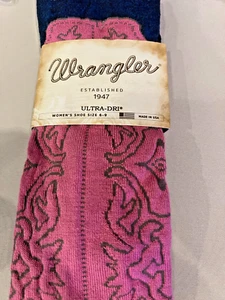 Wrangler
ESTABLISHED
1947
ULTRA-DRI®
WOMEN'S SHOE SIZE 6-9
MADE IN USA